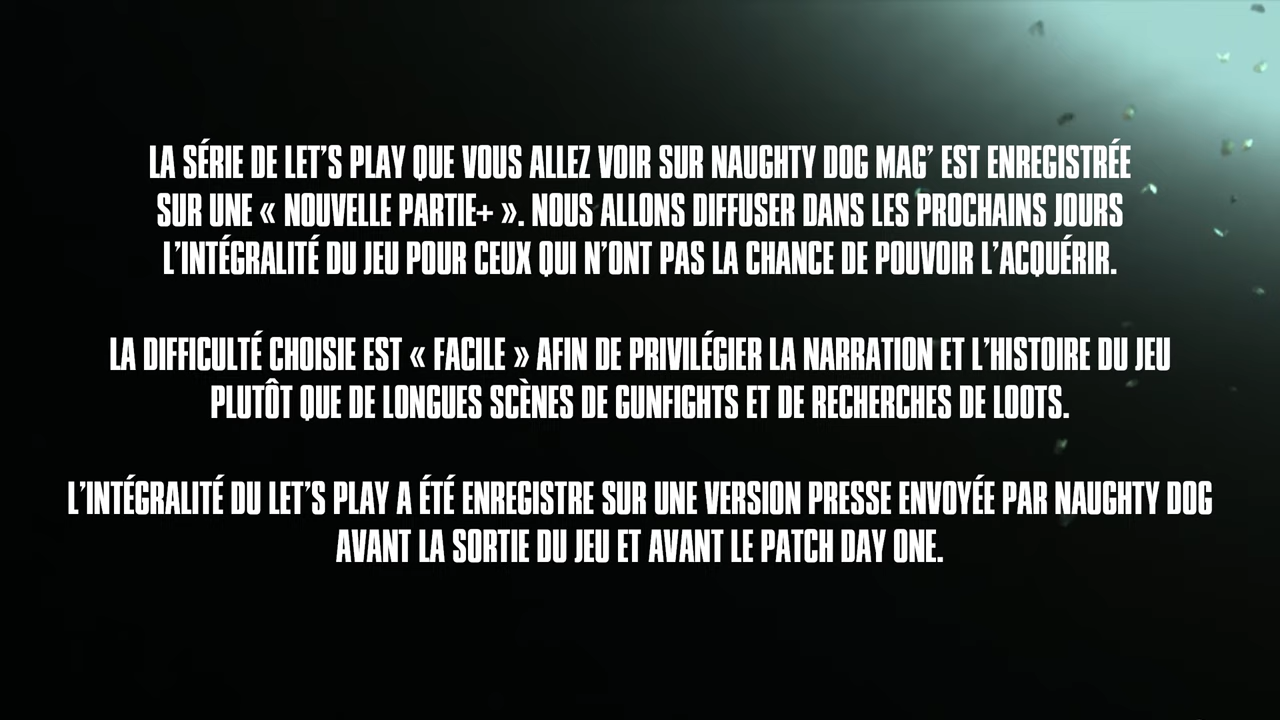 LA SÉRIE DE LET'S PLAY QUE VOUS ALLEZ VOIR SUR NAUGHTY DOG MAG' EST ENREGISTRÉE
SUR UNE « NOUVELLE PARTIE+ ». NOUS ALLONS DIFFUSER DANS LES PROCHAINS JOURS
L'INTÉGRALITÉ DU JEU POUR CEUX QUI N'ONT PAS LA CHANCE DE POUVOIR L'ACQUÉRIR.
LA DIFFICULTÉ CHOISIE EST « FACILE » AFIN DE PRIVILÉGIER LA NARRATION ET L'HISTOIRE DU JEU
PLUTÔT QUE DE LONGUES SCÈNES DE GUNFIGHTS ET DE RECHERCHES DE LOOTS.
L'INTÉGRALITÉ DU LET'S PLAY A ÉTÉ ENREGISTRE SUR UNE VERSION PRESSE ENVOYÉE PAR NAUGHTY DOG
AVANT LA SORTIE DU JEU ET AVANT LE PATCH DAY ONE.